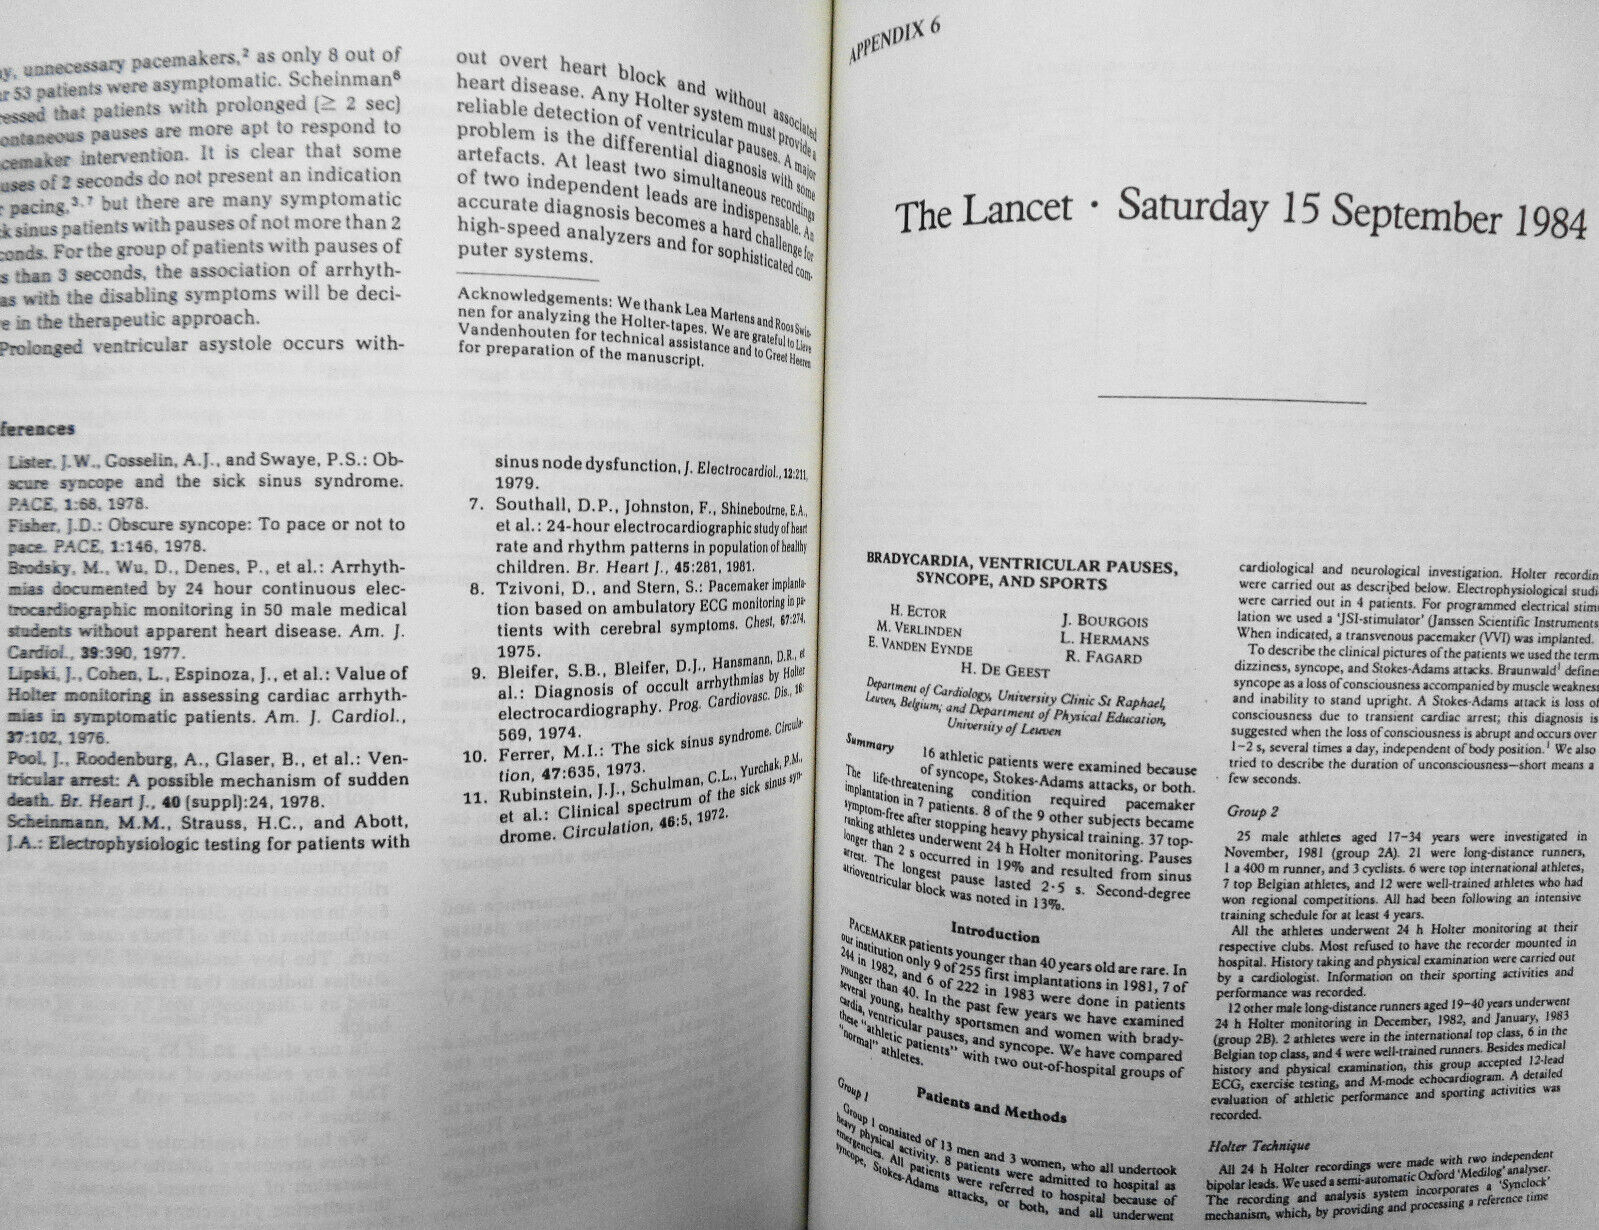 unnecessary pacemakers,² as only 8 out of
53 patients were asymptomatic. Scheinman⁶
that patients with prolonged (≥ 2 sec)
pauses are more apt to respond to
intervention. It is clear that some
of 2 seconds do not present an indication
pacing,³·⁷ but there are many symptomatic
sinus patients with pauses of not more than 2
For the group of patients with pauses of
than 3 seconds, the association of arrhyth-
with the disabling symptoms will be deci-
in the therapeutic approach.
Prolonged ventricular asystole occurs with-
out overt heart block and without associated
heart disease. Any Holter system must provide a
reliable detection of ventricular pauses. A major
problem is the differential diagnosis with some
artefacts. At least two simultaneous recordings
of two independent leads are indispensable. An
accurate diagnosis becomes a hard challenge for
high-speed analyzers and for sophisticated com-
puter systems.
Acknowledgements: We thank Lea Martens and Roos Swin-
nen for analyzing the Holter-tapes. We are grateful to Lieve
Vandenhouten for technical assistance and to Greet Heeren
for preparation of the manuscript.
ferences
Lister, J.W., Gosselin, A.J., and Swaye, P.S.: Ob-
scure syncope and the sick sinus syndrome.
PACE, 1:68, 1978.
Fisher, J.D.: Obscure syncope: To pace or not to
pace. PACE, 1:146, 1978.
Brodsky, M., Wu, D., Denes, P., et al.: Arrhyth-
mias documented by 24 hour continuous elec-
trocardiographic monitoring in 50 male medical
students without apparent heart disease. Am. J.
Cardiol., 39:390, 1977.
Lipski, J., Cohen, L., Espinoza, J., et al.: Value of
Holter monitoring in assessing cardiac arrhyth-
mias in symptomatic patients. Am. J. Cardiol.,
37:102, 1976.
Pool, J., Roodenburg, A., Glaser, B., et al.: Ven-
tricular arrest: A possible mechanism of sudden
death. Br. Heart J., 40 (suppl):24, 1978.
Scheinmann, M.M., Strauss, H.C., and Abott,
J.A.: Electrophysiologic testing for patients with
sinus node dysfunction, J. Electrocardiol., 12:211,
1979.
7. Southall, D.P., Johnston, F., Shinebourne, E.A.,
et al.: 24-hour electrocardiographic study of heart
rate and rhythm patterns in population of healthy
children. Br. Heart J., 45:281, 1981.
8. Tzivoni, D., and Stern, S.: Pacemaker implanta-
tion based on ambulatory ECG monitoring in pa-
tients with cerebral symptoms. Chest, 67:274,
1975.
9. Bleifer, S.B., Bleifer, D.J., Hansmann, D.R., et
al.: Diagnosis of occult arrhythmias by Holter
electrocardiography. Prog. Cardiovasc. Dis., 16:
569, 1974.
10. Ferrer, M.I.: The sick sinus syndrome. Circula-
tion, 47:635, 1973.
11. Rubinstein, J.J., Schulman, C.L., Yurchak, P.M.,
et al.: Clinical spectrum of the sick sinus syn-
drome. Circulation, 46:5, 1972.
APPENDIX 6
The Lancet · Saturday 15 September 1984
BRADYCARDIA, VENTRICULAR PAUSES,
SYNCOPE, AND SPORTS
H. ECTOR J. BOURGOIS
M. VERLINDEN L. HERMANS
E. VANDEN EYNDE R. FAGARD
H. DE GEEST
Department of Cardiology, University Clinic St Raphael,
Leuven, Belgium; and Department of Physical Education,
University of Leuven
Summary 16 athletic patients were examined because
of syncope, Stokes-Adams attacks, or both.
The life-threatening condition required pacemaker
implantation in 7 patients. 8 of the 9 other subjects became
symptom-free after stopping heavy physical training. 37 top-
ranking athletes underwent 24 h Holter monitoring. Pauses
longer than 2 s occurred in 19% and resulted from sinus
arrest. The longest pause lasted 2·5 s. Second-degree
atrioventricular block was noted in 13%.
Introduction
PACEMAKER patients younger than 40 years old are rare. In
our institution only 9 of 255 first implantations in 1981, 7 of
244 in 1982, and 6 of 222 in 1983 were done in patients
younger than 40. In the past few years we have examined
several young, healthy sportsmen and women with brady-
cardia, ventricular pauses, and syncope. We have compared
these "athletic patients" with two out-of-hospital groups of
"normal" athletes.
Patients and Methods
Group 1
Group 1 consisted of 13 men and 3 women, who all undertook
heavy physical activity. 8 patients were admitted to hospital as
emergencies. All patients were referred to hospital because of
syncope, Stokes-Adams attacks, or both, and all underwent
cardiological and neurological investigation. Holter recordin
were carried out as described below. Electrophysiological studi
were carried out in 4 patients. For programmed electrical stim
lation we used a 'JSI-stimulator' (Janssen Scientific Instruments
When indicated, a transvenous pacemaker (VVI) was implanted.
To describe the clinical pictures of the patients we used the term
dizziness, syncope, and Stokes-Adams attacks. Braunwald¹ define
syncope as a loss of consciousness accompanied by muscle weakness
and inability to stand upright. A Stokes-Adams attack is loss of
consciousness due to transient cardiac arrest; this diagnosis is
suggested when the loss of consciousness is abrupt and occurs over
1–2 s, several times a day, independent of body position.¹ We also
tried to describe the duration of unconsciousness—short means a
few seconds.
Group 2
25 male athletes aged 17–34 years were investigated in
November, 1981 (group 2A). 21 were long-distance runners,
1 a 400 m runner, and 3 cyclists. 6 were top international athletes,
7 top Belgian athletes, and 12 were well-trained athletes who had
won regional competitions. All had been following an intensive
training schedule for at least 4 years.
All the athletes underwent 24 h Holter monitoring at their
respective clubs. Most refused to have the recorder mounted in
hospital. History taking and physical examination were carried out
by a cardiologist. Information on their sporting activities and
performance was recorded.
12 other male long-distance runners aged 19–40 years underwent
24 h Holter monitoring in December, 1982, and January, 1983
(group 2B). 2 athletes were in the international top class, 6 in the
Belgian top class, and 4 were well-trained runners. Besides medical
history and physical examination, this group accepted 12-lead
ECG, exercise testing, and M-mode echocardiogram. A detailed
evaluation of athletic performance and sporting activities was
recorded.
Holter Technique
All 24 h Holter recordings were made with two independent
bipolar leads. We used a semi-automatic Oxford 'Medilog' analyser.
The recording and analysis system incorporates a 'Synclock'
mechanism, which, by providing and processing a reference time